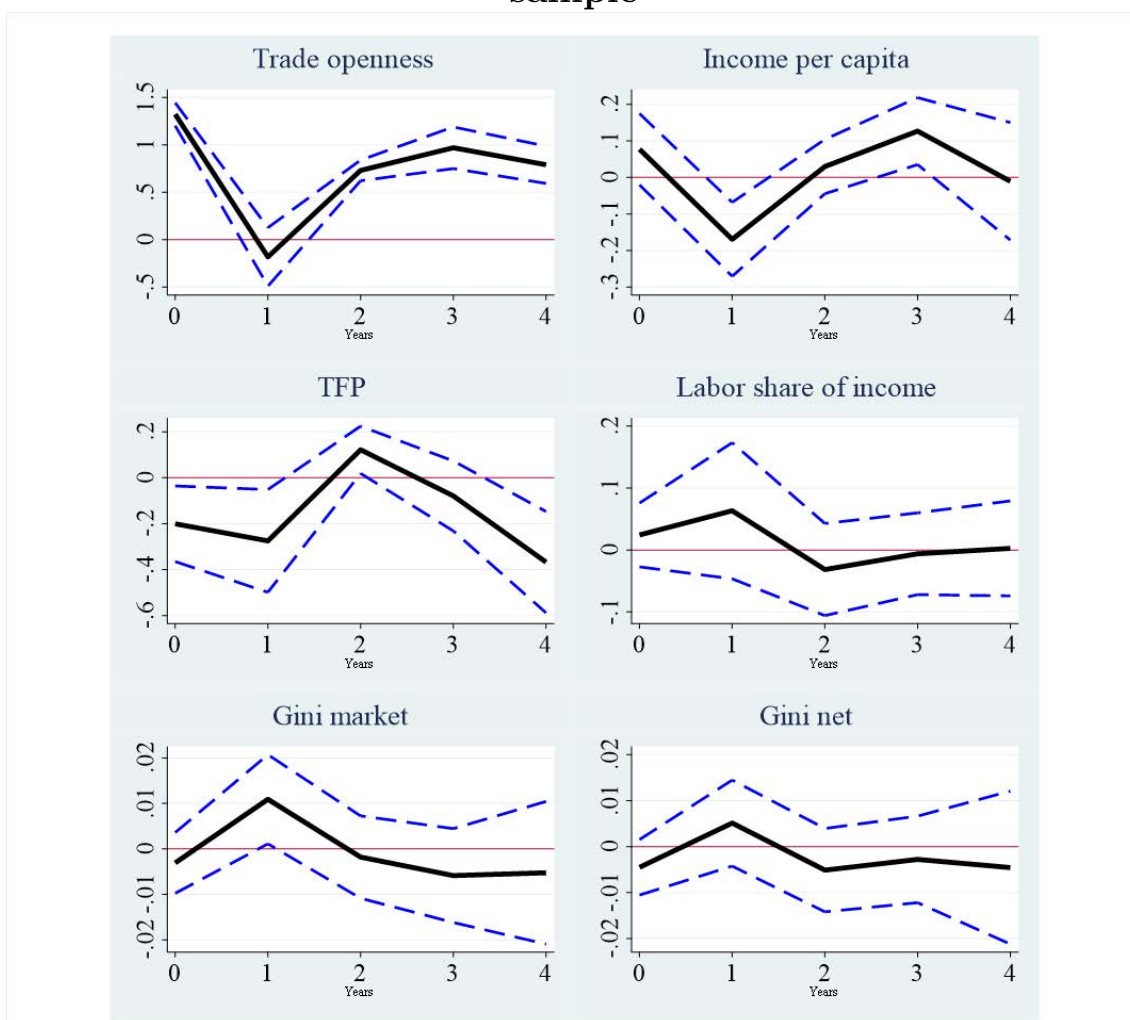 sample
Trade openness
1.5
1
.5
0
-.5
0 1 2 3 4
Years
Income per capita
.2
.1
0
-.1
-.2
-.3
0 1 2 3 4
Years
TFP
.2
0
-.2
-.4
-.6
0 1 2 3 4
Years
Labor share of income
.2
.1
0
-.1
0 1 2 3 4
Years
Gini market
.02
.01
0
-.01
-.02
0 1 2 3 4
Years
Gini net
.02
.01
0
-.01
-.02
0 1 2 3 4
Years